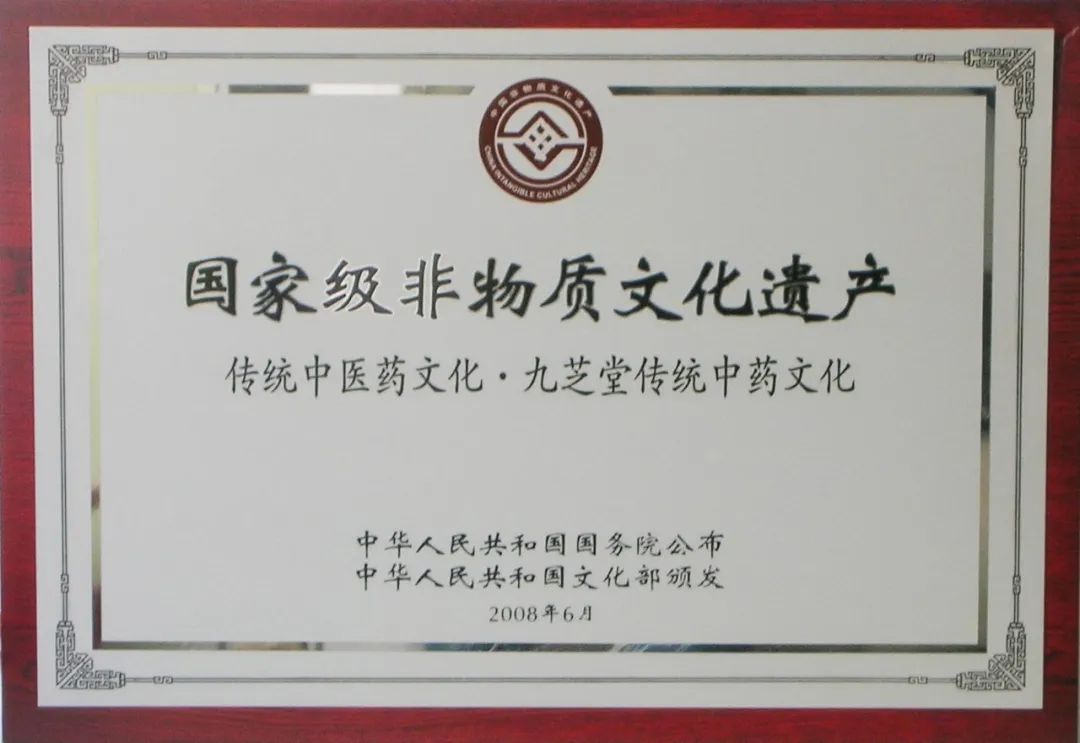 中国非物质文化遗产
CHINA INTANGIBLE CULTURAL HERITAGE
国家级非物质文化遗产
传统中医药文化·九芝堂传统中药文化
中华人民共和国国务院公布
中华人民共和国文化部颁发
2008年6月